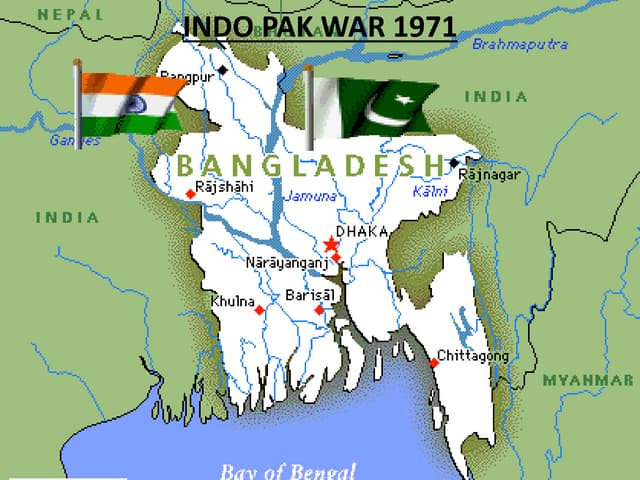 INDO PAK WAR 1971
NEPAL
Brahmaputra
Rangpur
INDIA
Ganges
BANGLADESH
Rājshāhi
Jamuna
Kālni
Rājnagar
INDIA
DHAKA
Nārāyanganj
Khulna
Barisāl
Chittagong
MYANMAR
Bay of Bengal